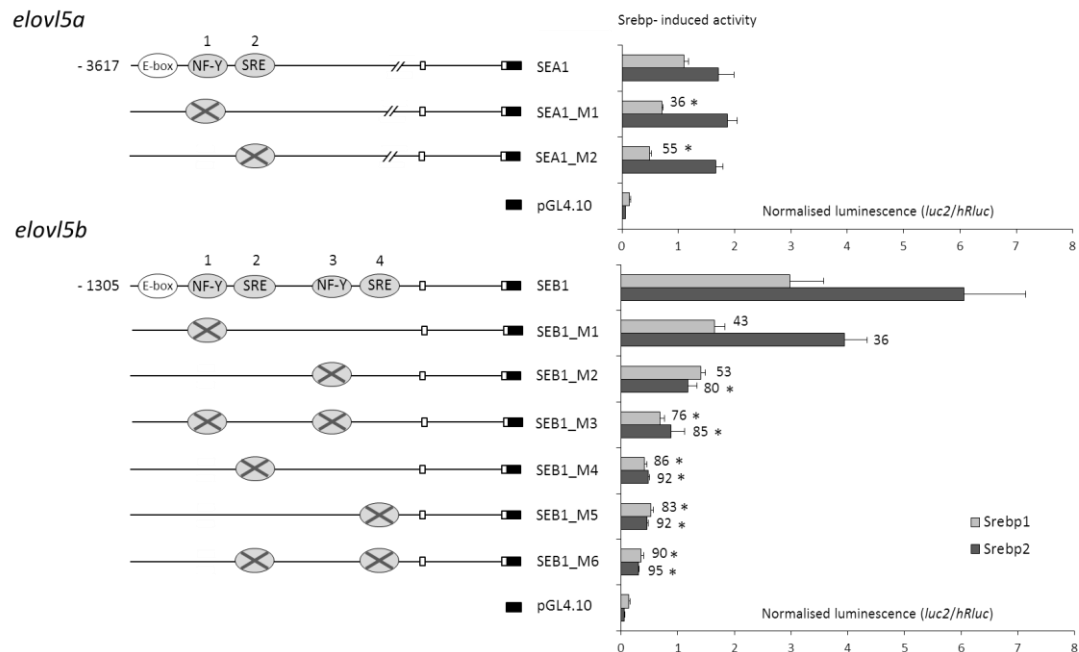 elovl5a
Srebp- induced activity
1 2
- 3617 E-box NF-Y SRE SEA1
SEA1_M1 36 *
SEA1_M2 55 *
pGL4.10 Normalised luminescence (luc2/hRluc)
0 1 2 3 4 5 6 7 8
elovl5b
1 2 3 4
- 1305 E-box NF-Y SRE NF-Y SRE SEB1
SEB1_M1 43
36
SEB1_M2 53
80 *
SEB1_M3 76 *
85 *
SEB1_M4 86 *
92 *
SEB1_M5 83 *
92 *
Srebp1
Srebp2
SEB1_M6 90 *
95 *
pGL4.10 Normalised luminescence (luc2/hRluc)
0 1 2 3 4 5 6 7 8